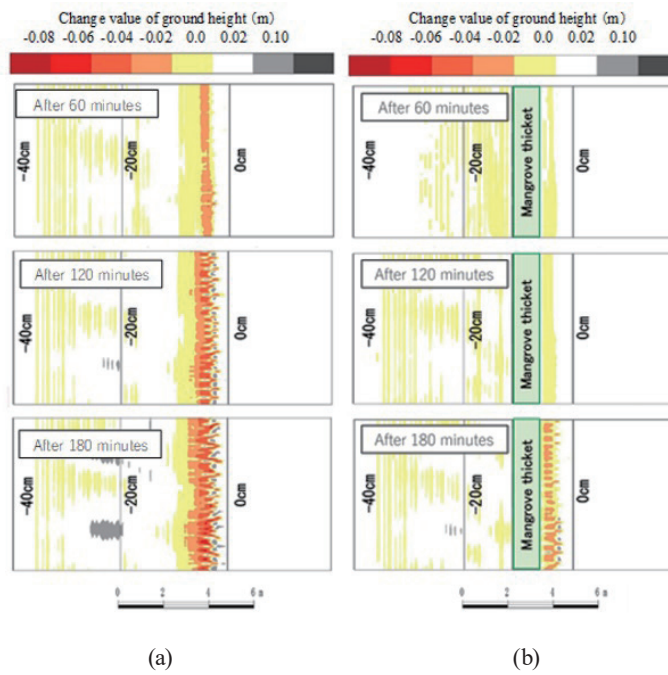 Change value of ground height (m)
-0.08 -0.06 -0.04 -0.02 0.0 0.02 0.10
After 60 minutes
-40cm
-20cm
0cm
After 120 minutes
-40cm
-20cm
0cm
After 180 minutes
-40cm
-20cm
0cm
0 2 4 6 m
(a)
Change value of ground height (m)
-0.08 -0.06 -0.04 -0.02 0.0 0.02 0.10
After 60 minutes
-40cm
-20cm
Mangrove thicket
0cm
After 120 minutes
-40cm
-20cm
Mangrove thicket
0cm
After 180 minutes
-40cm
-20cm
Mangrove thicket
0cm
0 2 4 6 m
(b)